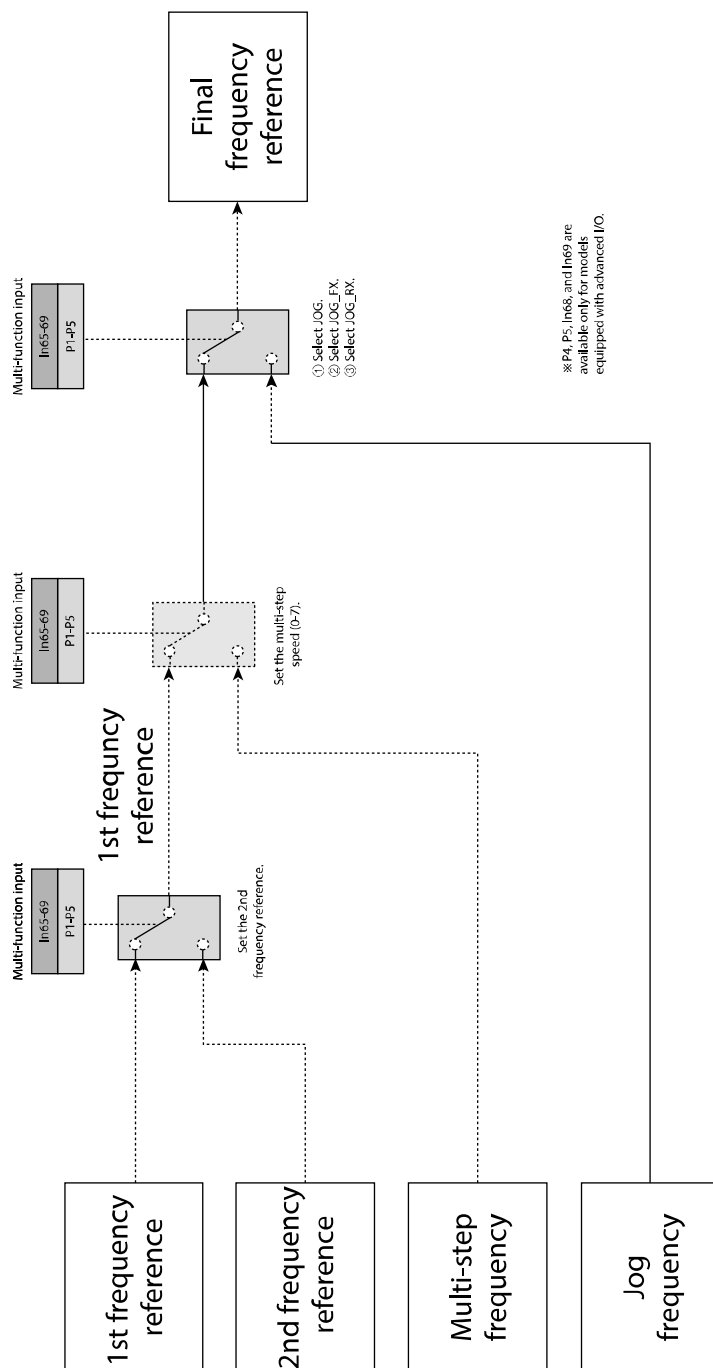 1st frequency
reference
2nd frequency
reference
Multi-step
frequency
Jog
frequency
Multi-function input
In65-69
P1-P5
Set the 2nd
frequency reference.
1st frequncy
reference
Multi-function input
In65-69
P1-P5
Set the multi-step
speed (0-7).
Multi-function input
In65-69
P1-P5
① Select JOG.
② Select JOG_FX.
③ Select JOG_RX.
Final
frequency
reference
※P4, P5, In68, and In69 are
available only for models
equipped with advanced I/O.